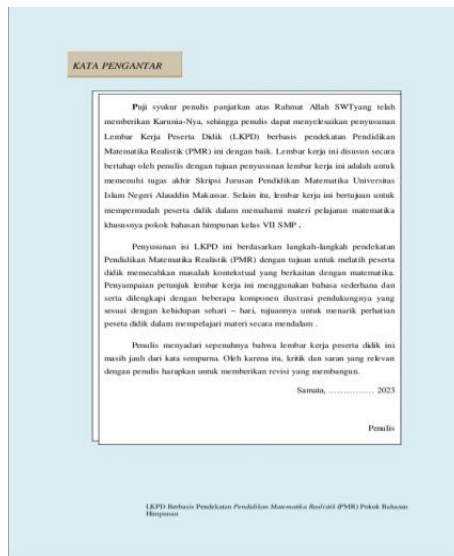 KATA PENGANTAR
Puji syukur penulis panjatkan atas Rahmat Allah SWTyang telah
memberikan Karunia-Nya, sehingga penulis dapat menyelesaikan penyusunan
Lembar Kerja Peserta Didik (LKPD) berbasis pendekatan Pendidikan
Matematika Realistik (PMR) ini dengan baik. Lembar kerja ini disusun secara
bertahap oleh penulis dengan tujuan penyusunan lembar kerja ini adalah untuk
memenuhi tugas akhir Skripsi Jurusan Pendidikan Matematika Universitas
Islam Negeri Alauddin Makassar. Selain itu, lembar kerja ini bertujuan untuk
mempermudah peserta didik dalam memahami materi pelajaran matematika
khususnya pokok bahasan himpunan kelas VII SMP .
Penyusunan isi LKPD ini berdasarkan langkah-langkah pendekatan
Pendidikan Matematika Realistik (PMR) dengan tujuan untuk melatih peserta
didik memecahkan masalah kontekstual yang berkaitan dengan matematika.
Penyampaian petunjuk lembar kerja ini menggunakan bahasa sederhana dan
serta dilengkapi dengan beberapa komponen ilustrasi pendukungnya yang
sesuai dengan kehidupan sehari – hari, tujuannya untuk menarik perhatian
peseta didik dalam mempelajari materi secara mendalam .
Penulis menyadari sepenuhnya bahwa lembar kerja peserta didik ini
masih jauh dari kata sempurna. Oleh karena itu, kritik dan saran yang relevan
dengan penulis harapkan untuk memberikan revisi yang membangun.
Samata, ................ 2023
Penulis
LKPD Berbasis Pendekatan Pendidikan Matematika Realistik (PMR) Pokok Bahasan
Himpunan